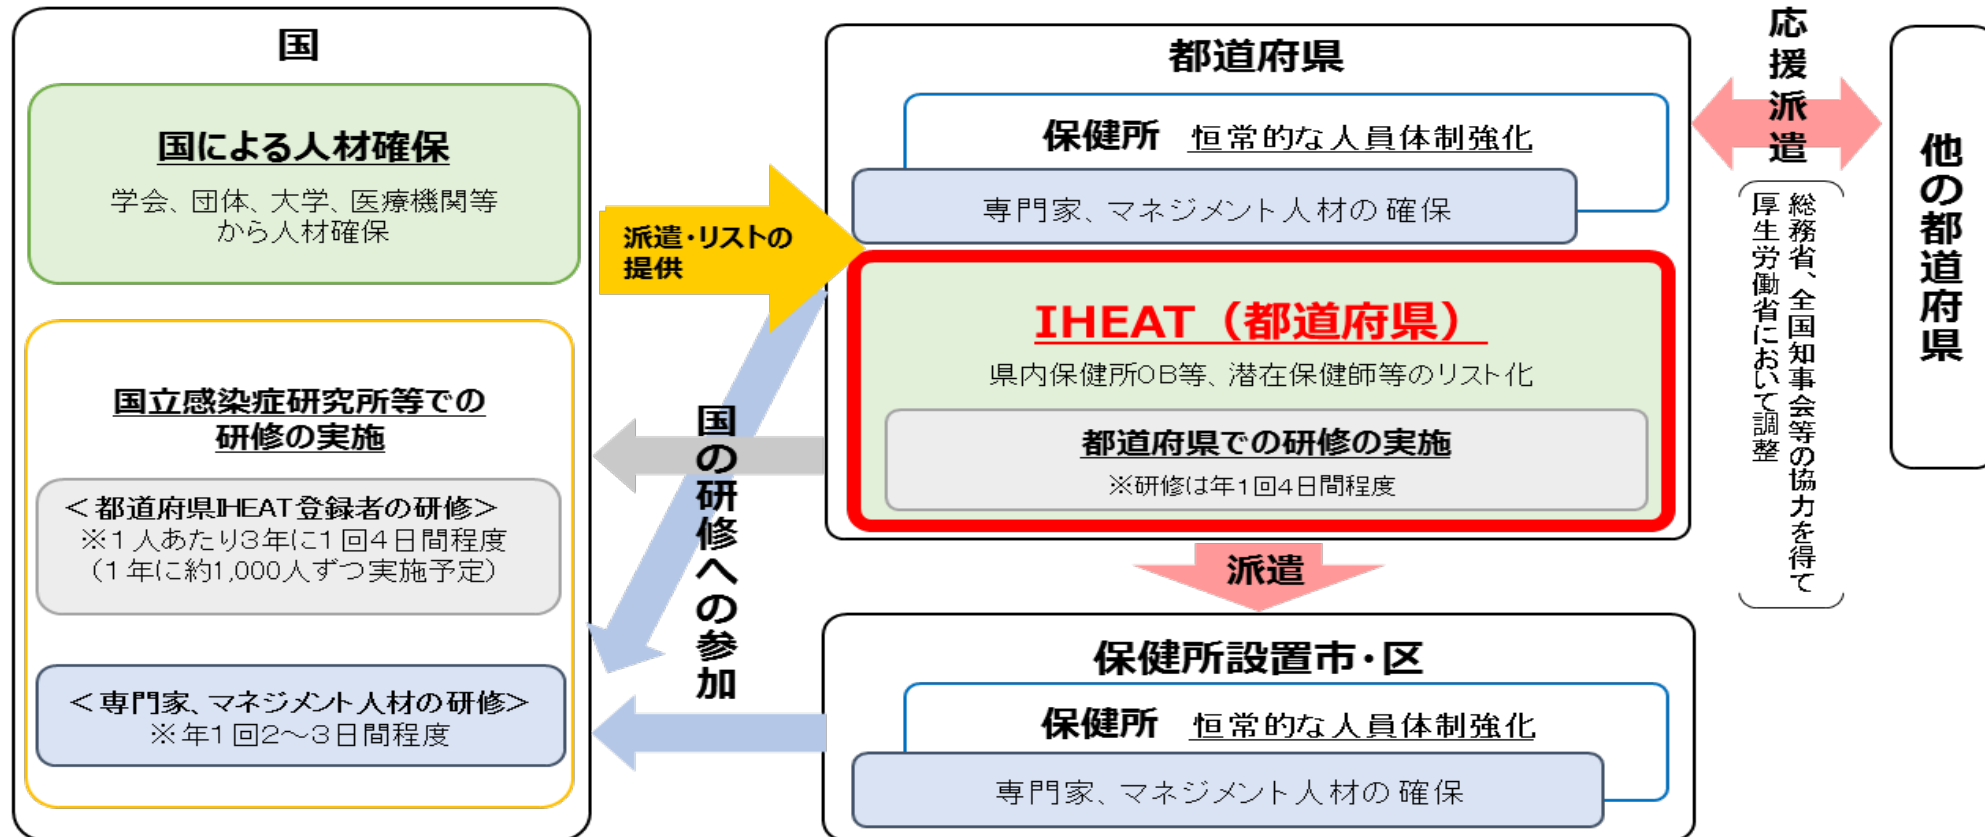 国
国による人材確保
学会、団体、大学、医療機関等
から人材確保
国立感染症研究所等での
研修の実施
＜都道府県IHEAT登録者の研修＞
※１人あたり3年に１回４日間程度
（１年に約1,000人ずつ実施予定）
＜専門家、マネジメント人材の研修＞
※年１回２～３日間程度
派遣・リストの
提供
国の研修への参加
都道府県
保健所 恒常的な人員体制強化
専門家、マネジメント人材の確保
IHEAT（都道府県）
県内保健所OB等、潜在保健師等のリスト化
都道府県での研修の実施
※研修は年１回４日間程度
派遣
保健所設置市・区
保健所 恒常的な人員体制強化
専門家、マネジメント人材の確保
応援派遣
総務省、全国知事会等の協力を得て
厚生労働省において調整
他の都道府県